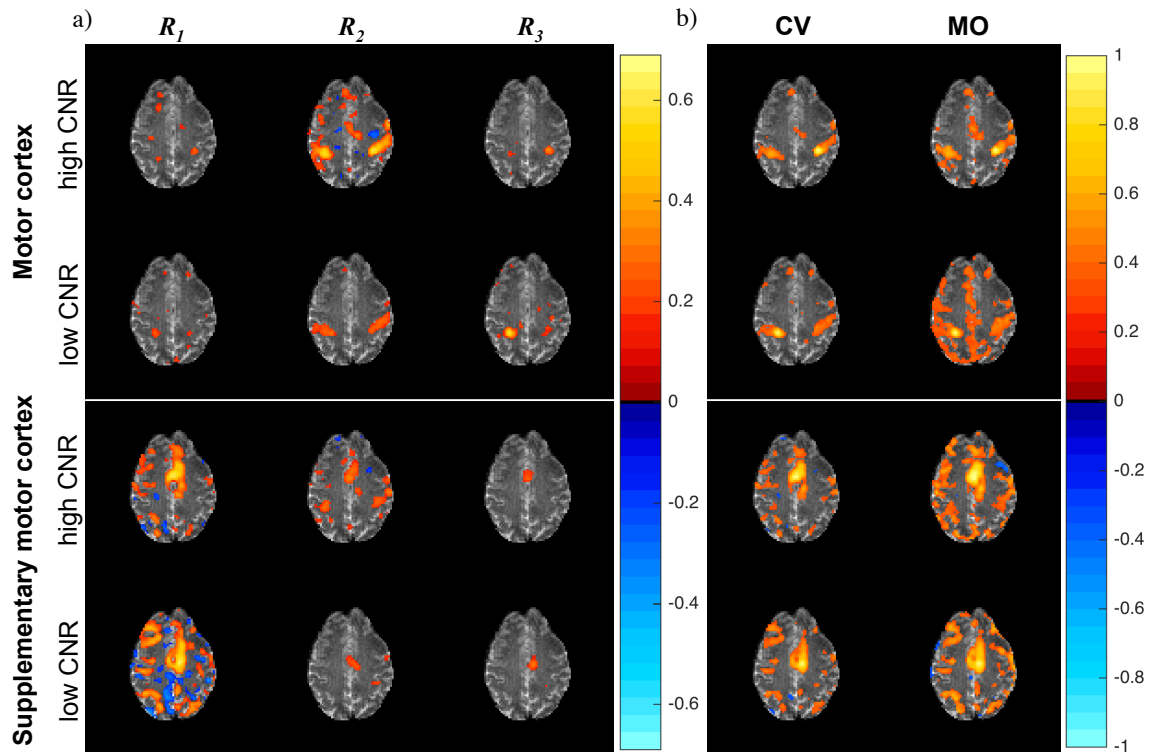 a)
R1 R2 R3
b)
CV MO
Motor cortex
high CNR
low CNR
Supplementary motor cortex
high CNR
low CNR
0.6
0.4
0.2
0
-0.2
-0.4
-0.6
1
0.8
0.6
0.4
0.2
0
-0.2
-0.4
-0.6
-0.8
-1